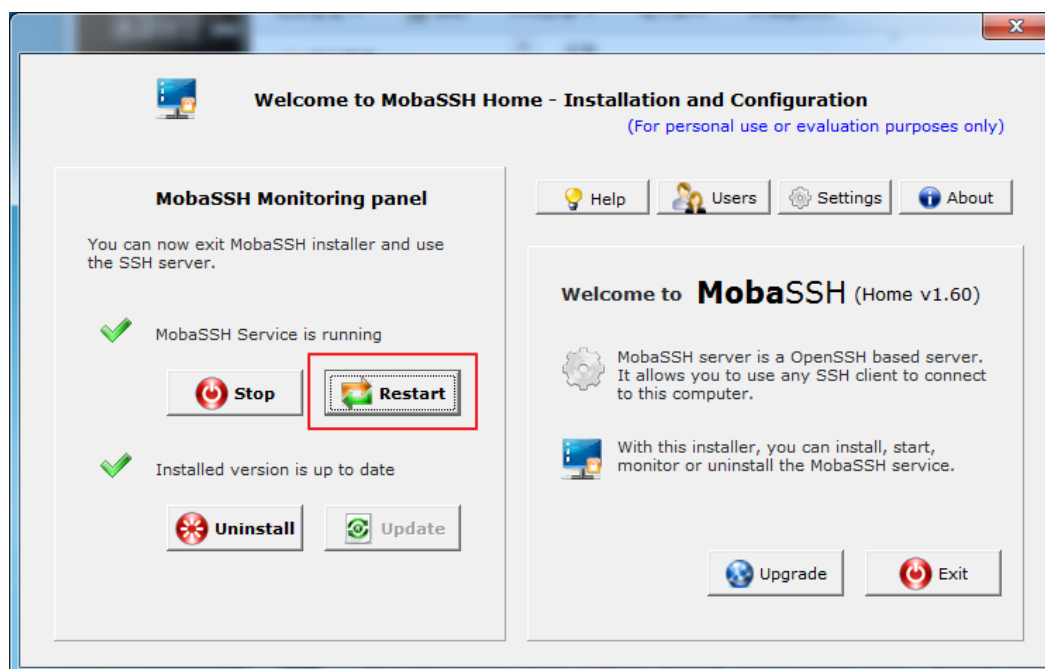 Welcome to MobaSSH Home - Installation and Configuration
(For personal use or evaluation purposes only)
MobaSSH Monitoring panel
You can now exit MobaSSH installer and use
the SSH server.
MobaSSH Service is running
Stop
Restart
Installed version is up to date
Uninstall
Update
Help
Users
Settings
About
Welcome to MobaSSH (Home v1.60)
MobaSSH server is a OpenSSH based server.
It allows you to use any SSH client to connect
to this computer.
With this installer, you can install, start,
monitor or uninstall the MobaSSH service.
Upgrade
Exit